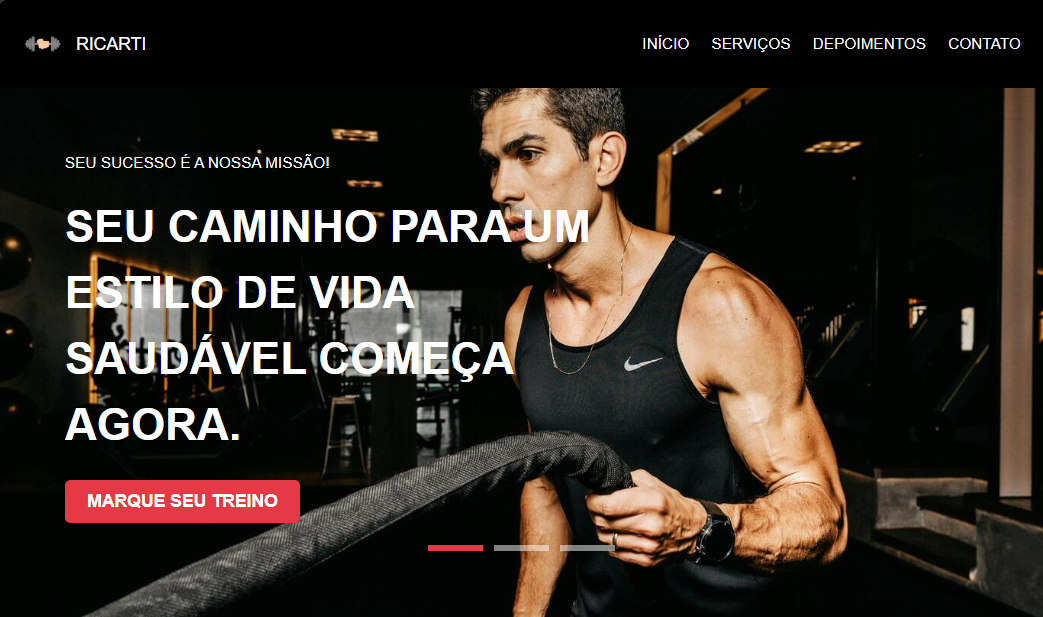 RICARTI
INÍCIO SERVIÇOS DEPOIMENTOS CONTATO
SEU SUCESSO É A NOSSA MISSÃO!
SEU CAMINHO PARA UM
ESTILO DE VIDA
SAUDÁVEL COMEÇA
AGORA.
MARQUE SEU TREINO